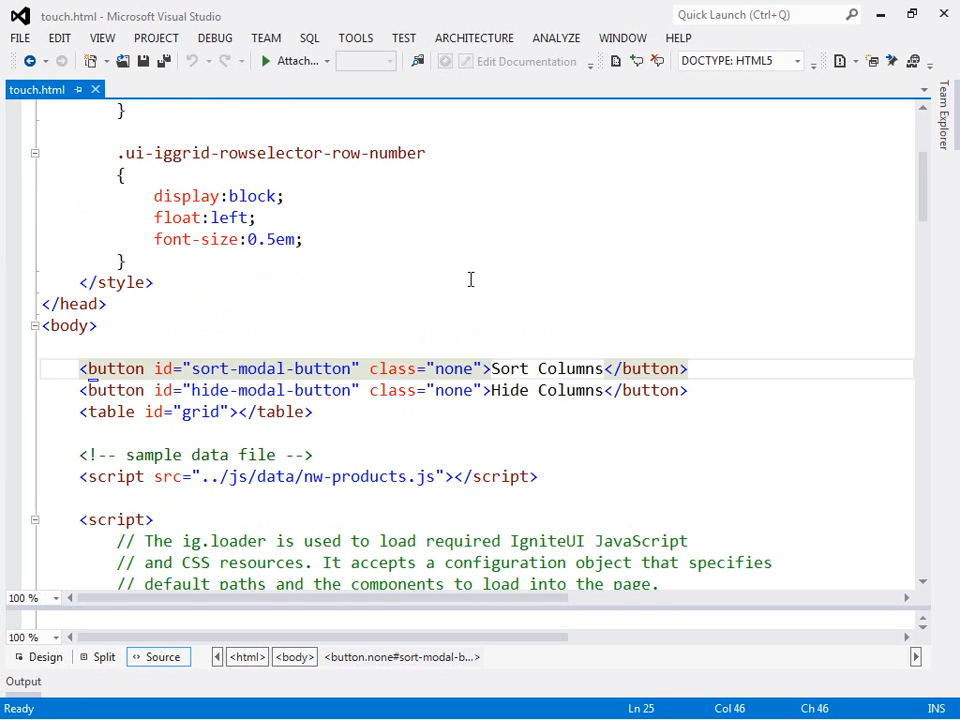 touch.html - Microsoft Visual Studio
Quick Launch (Ctrl+Q)
FILE EDIT VIEW PROJECT DEBUG TEAM SQL TOOLS TEST ARCHITECTURE ANALYZE WINDOW HELP
Attach... Edit Documentation DOCTYPE: HTML5
touch.html
Team Explorer
}
.ui-iggrid-rowselector-row-number
{
display:block;
float:left;
font-size:0.5em;
}
</style>
</head>
<body>
<button id="sort-modal-button" class="none">Sort Columns</button>
<button id="hide-modal-button" class="none">Hide Columns</button>
<table id="grid"></table>
<!-- sample data file -->
<script src="../js/data/nw-products.js"></script>
<script>
// The ig.loader is used to load required IgniteUI JavaScript
// and CSS resources. It accepts a configuration object that specifies
// default paths and the components to load into the page.
100 %
100 %
Design Split Source <html> <body> <button.none#sort-modal-b...>
Output
Ready Ln 25 Col 46 Ch 46 INS